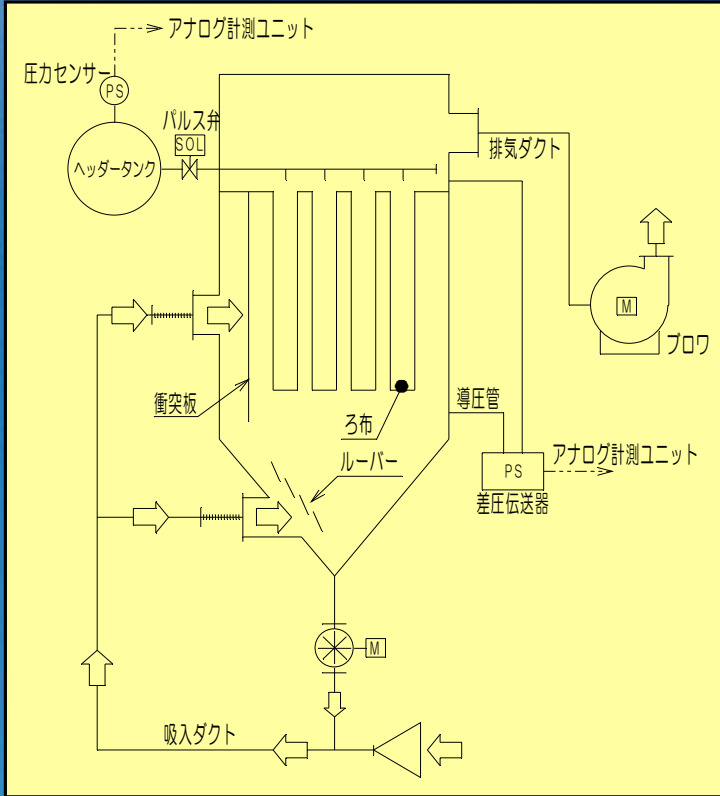 アナログ計測ユニット
圧力センサー
PS
パルス弁
SOL
ヘッダータンク
排気ダクト
M
ブロワ
衝突板
ろ布
導圧管
ルーバー
アナログ計測ユニット
PS
差圧伝送器
M
吸入ダクト